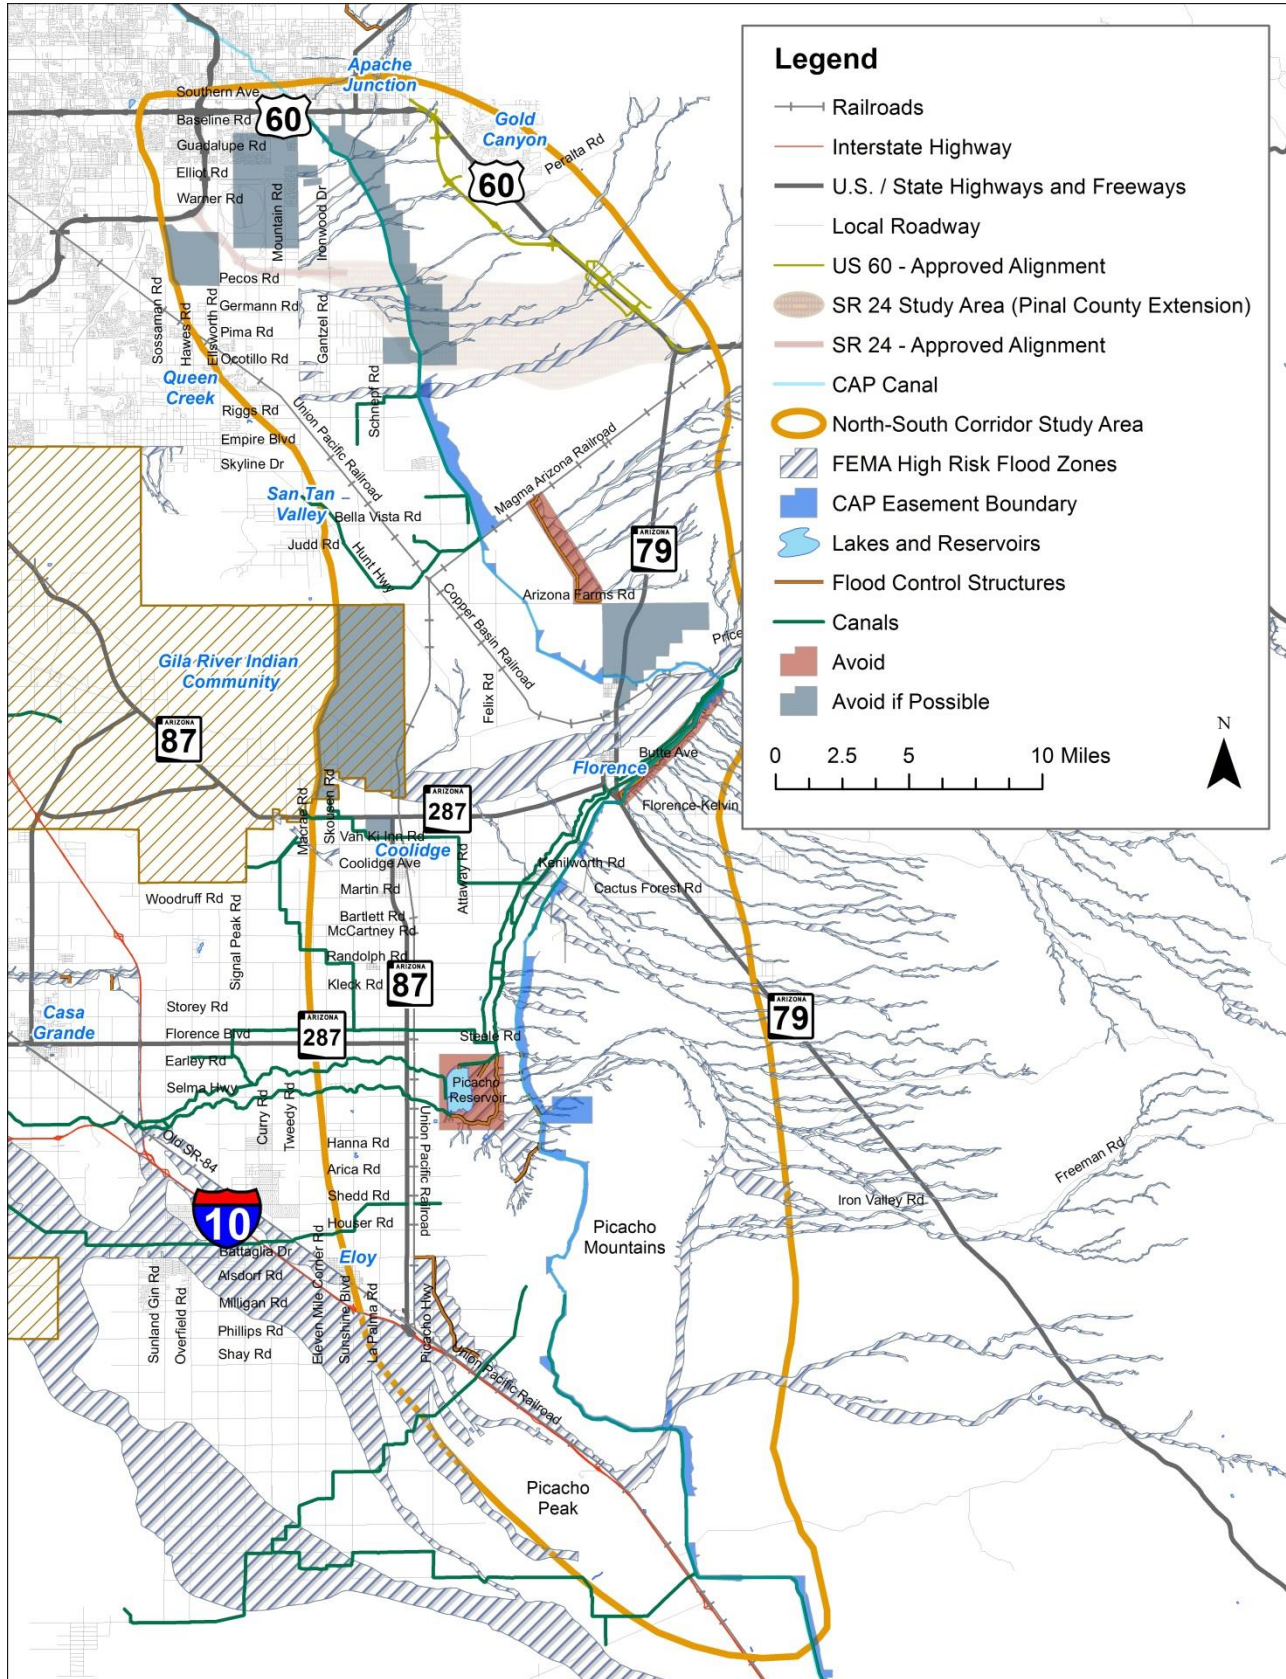 Apache
Junction
Southern Ave
60
Baseline Rd
Gold
Canyon
Guadalupe Rd
Peralta Rd
Elliot Rd
60
Warner Rd
Mountain Rd
Ironwood Dr
Pecos Rd
Sossaman Rd
Hawes Rd
Ellsworth Rd
Germann Rd
Gantzel Rd
Pima Rd
Ocotillo Rd
Queen
Creek
Schnepf Rd
Riggs Rd
Union Pacific Railroad
Empire Blvd
Skyline Dr
Magma Arizona Railroad
San Tan
Valley
Bella Vista Rd
Judd Rd
Hunt Hwy
ARIZONA
79
Arizona Farms Rd
Copper Basin Railroad
Price
Gila River Indian
Community
Felix Rd
ARIZONA
87
Butte Ave
Florence
Macrae Rd
Skousen Rd
ARIZONA
287
Florence-Kelvin
Van Ki Inn Rd
Coolidge
Coolidge Ave
Attaway Rd
Kenilworth Rd
Martin Rd
Cactus Forest Rd
Woodruff Rd
Signal Peak Rd
Bartlett Rd
McCartney Rd
Randolph Rd
ARIZONA
87
Kleck Rd
Storey Rd
Casa
Grande
Florence Blvd
ARIZONA
287
Steele Rd
ARIZONA
79
Earley Rd
Selma Hwy
Picacho
Reservoir
Curry Rd
Tweedy Rd
Union Pacific Railroad
Old SR-84
Hanna Rd
Arica Rd
Freeman Rd
Shedd Rd
Iron Valley Rd
10
Houser Rd
Picacho
Mountains
Battaglia Dr
Eloy
Alsdorf Rd
Sunland Gin Rd
Overfield Rd
Milligan Rd
Eleven Mile Corner Rd
Sunshine Blvd
La Palma Rd
Picacho Hwy
Phillips Rd
Shay Rd
Union Pacific Railroad
Picacho
Peak
Legend
Railroads
Interstate Highway
U.S. / State Highways and Freeways
Local Roadway
US 60 - Approved Alignment
SR 24 Study Area (Pinal County Extension)
SR 24 - Approved Alignment
CAP Canal
North-South Corridor Study Area
FEMA High Risk Flood Zones
CAP Easement Boundary
Lakes and Reservoirs
Flood Control Structures
Canals
Avoid
Avoid if Possible
N
0 2.5 5 10 Miles